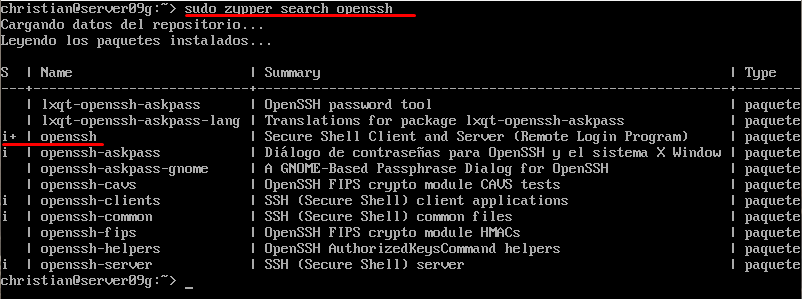 christian@server09g:~> sudo zypper search openssh
Cargando datos del repositorio...
Leyendo los paquetes instalados...
S  | Name                     | Summary                                                   | Type
---+--------------------------+-----------------------------------------------------------+--------
   | lxqt-openssh-askpass     | OpenSSH password tool                                     | paquete
   | lxqt-openssh-askpass-lang | Translations for package lxqt-openssh-askpass             | paquete
i+ | openssh                  | Secure Shell Client and Server (Remote Login Program)     | paquete
i  | openssh-askpass          | Diálogo de contraseñas para OpenSSH y el sistema X Window | paquete
   | openssh-askpass-gnome    | A GNOME-Based Passphrase Dialog for OpenSSH               | paquete
   | openssh-cavs             | OpenSSH FIPS crypto module CAVS tests                     | paquete
i  | openssh-clients          | SSH (Secure Shell) client applications                    | paquete
i  | openssh-common           | SSH (Secure Shell) common files                           | paquete
   | openssh-fips             | OpenSSH FIPS crypto module HMACs                          | paquete
   | openssh-helpers          | OpenSSH AuthorizedKeysCommand helpers                     | paquete
i  | openssh-server           | SSH (Secure Shell) server                                 | paquete
christian@server09g:~> _